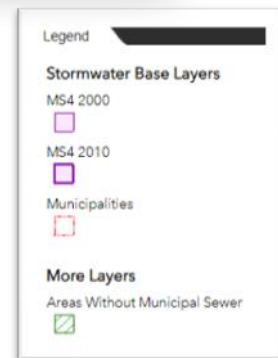 Legend
Stormwater Base Layers
MS4 2000
MS4 2010
Municipalities
More Layers
Areas Without Municipal Sewer